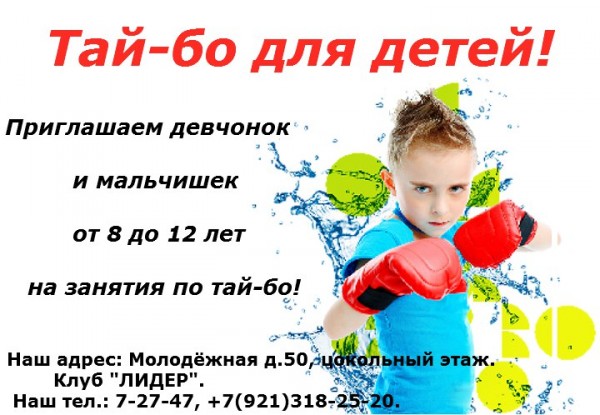 Тай-бо для детей!
Приглашаем девчонок
и мальчишек
от 8 до 12 лет
на занятия по тай-бо!
Наш адрес: Молодёжная д.50, цокольный этаж.
Клуб "ЛИДЕР".
Наш тел.: 7-27-47, +7(921)318-25-20.